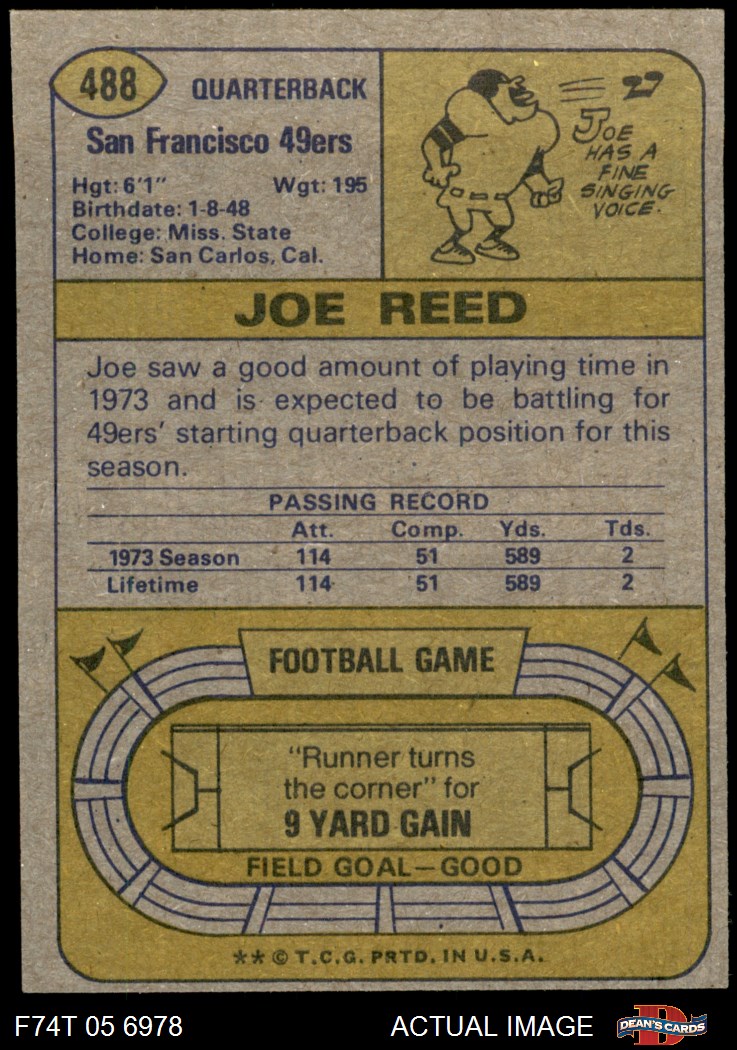 488
QUARTERBACK
San Francisco 49ers
Hgt: 6'1" Wgt: 195
Birthdate: 1-8-48
College: Miss. State
Home: San Carlos, Cal.
27
JOE
HAS A
FINE
SINGING
VOICE.
JOE REED
Joe saw a good amount of playing time in
1973 and is expected to be battling for
49ers' starting quarterback position for this
season.
PASSING RECORD
Att. Comp. Yds. Tds.
1973 Season 114 51 589 2
Lifetime 114 51 589 2
FOOTBALL GAME
"Runner turns
the corner" for
9 YARD GAIN
FIELD GOAL—GOOD
** © T.C.G. PRTD. IN U.S.A.
F74T 05 6978 ACTUAL IMAGE
D
DEAN'S CARDS